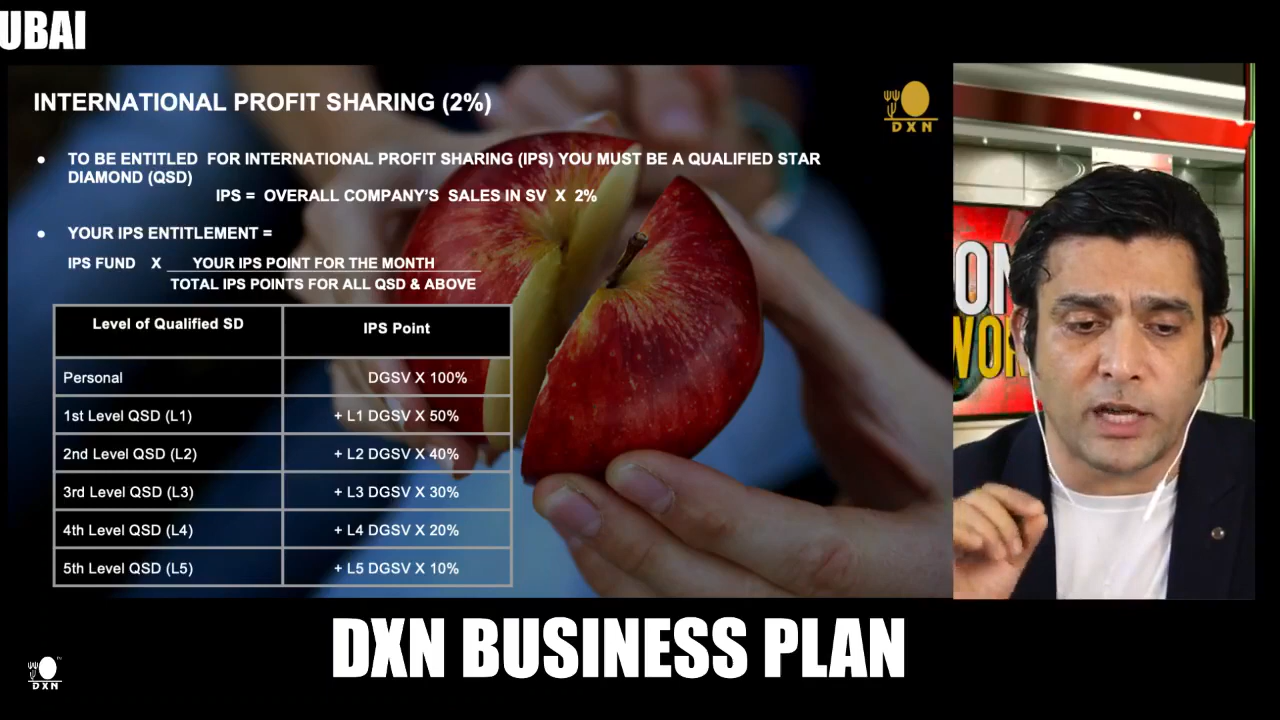 UBAI
INTERNATIONAL PROFIT SHARING (2%)
DXN
• TO BE ENTITLED FOR INTERNATIONAL PROFIT SHARING (IPS) YOU MUST BE A QUALIFIED STAR
DIAMOND (QSD)
IPS = OVERALL COMPANY'S SALES IN SV X 2%
• YOUR IPS ENTITLEMENT =
IPS FUND X YOUR IPS POINT FOR THE MONTH
TOTAL IPS POINTS FOR ALL QSD & ABOVE
Level of Qualified SD IPS Point
Personal DGSV X 100%
1st Level QSD (L1) + L1 DGSV X 50%
2nd Level QSD (L2) + L2 DGSV X 40%
3rd Level QSD (L3) + L3 DGSV X 30%
4th Level QSD (L4) + L4 DGSV X 20%
5th Level QSD (L5) + L5 DGSV X 10%
ON
WOR
DXN BUSINESS PLAN
DXN